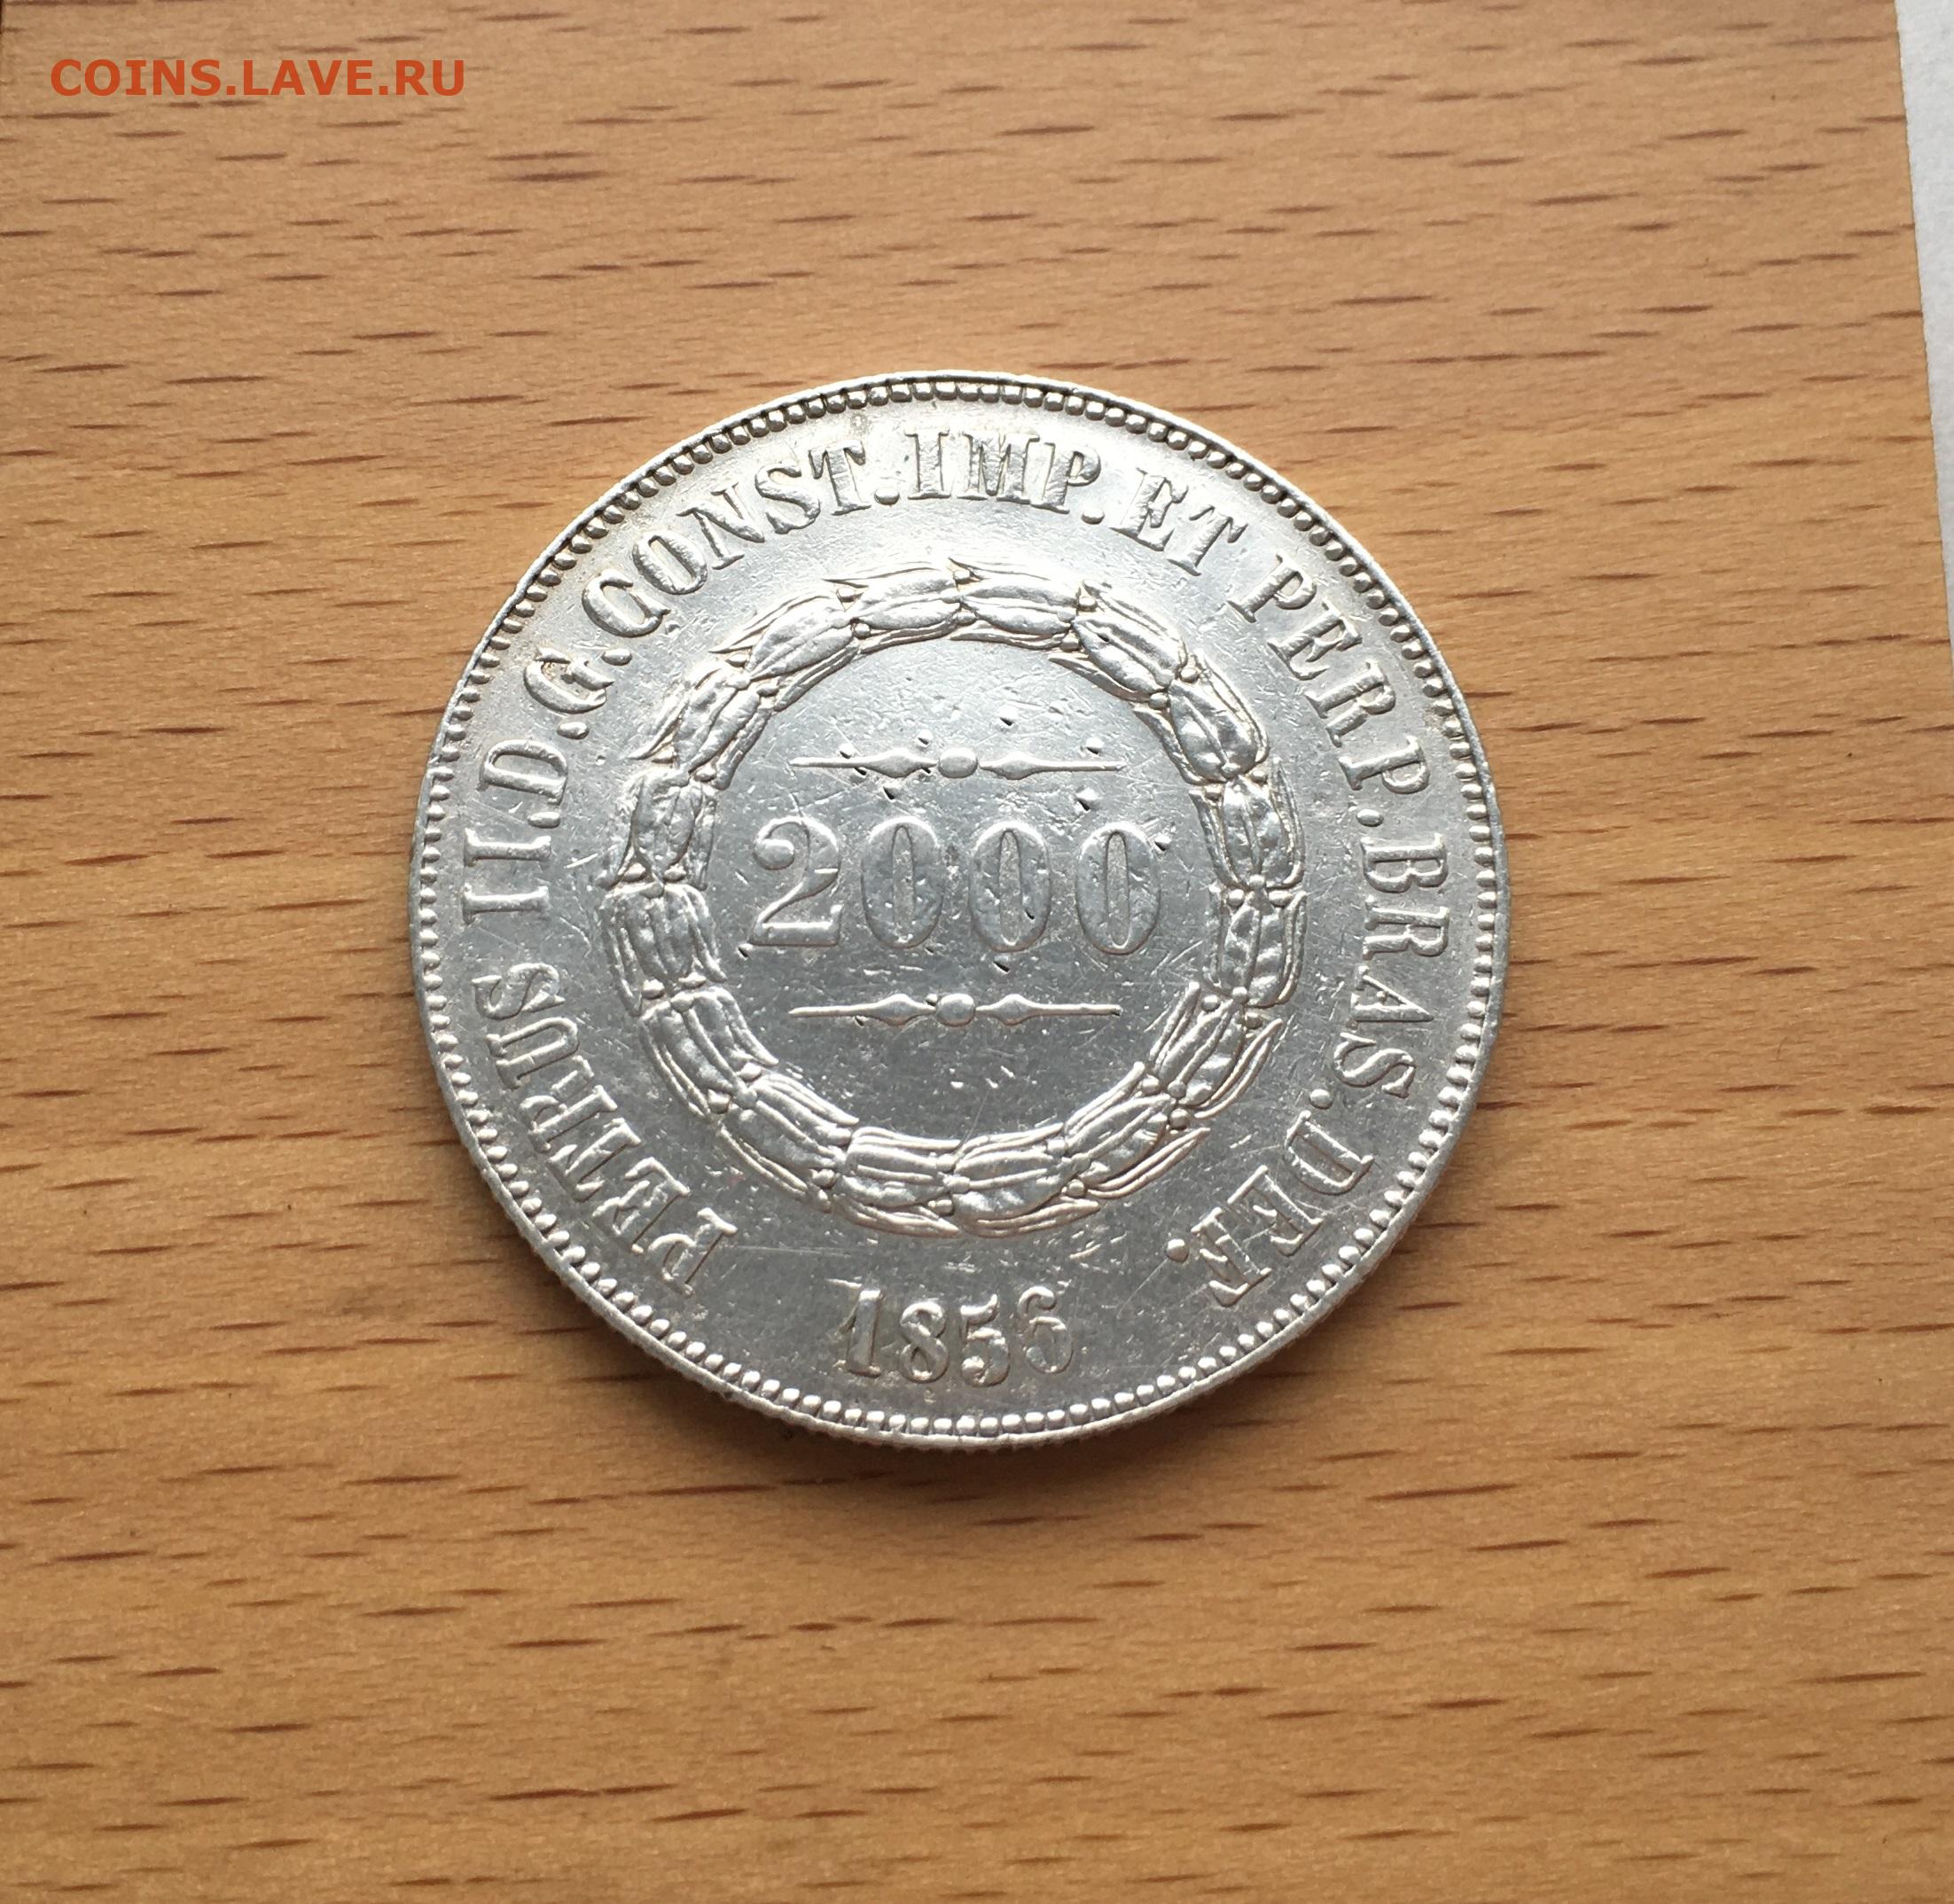 COINS.LAVE.RU
PETRUS II.D.G.CONST.IMP.ET PERP.BRAS.DEF.
2000
1856